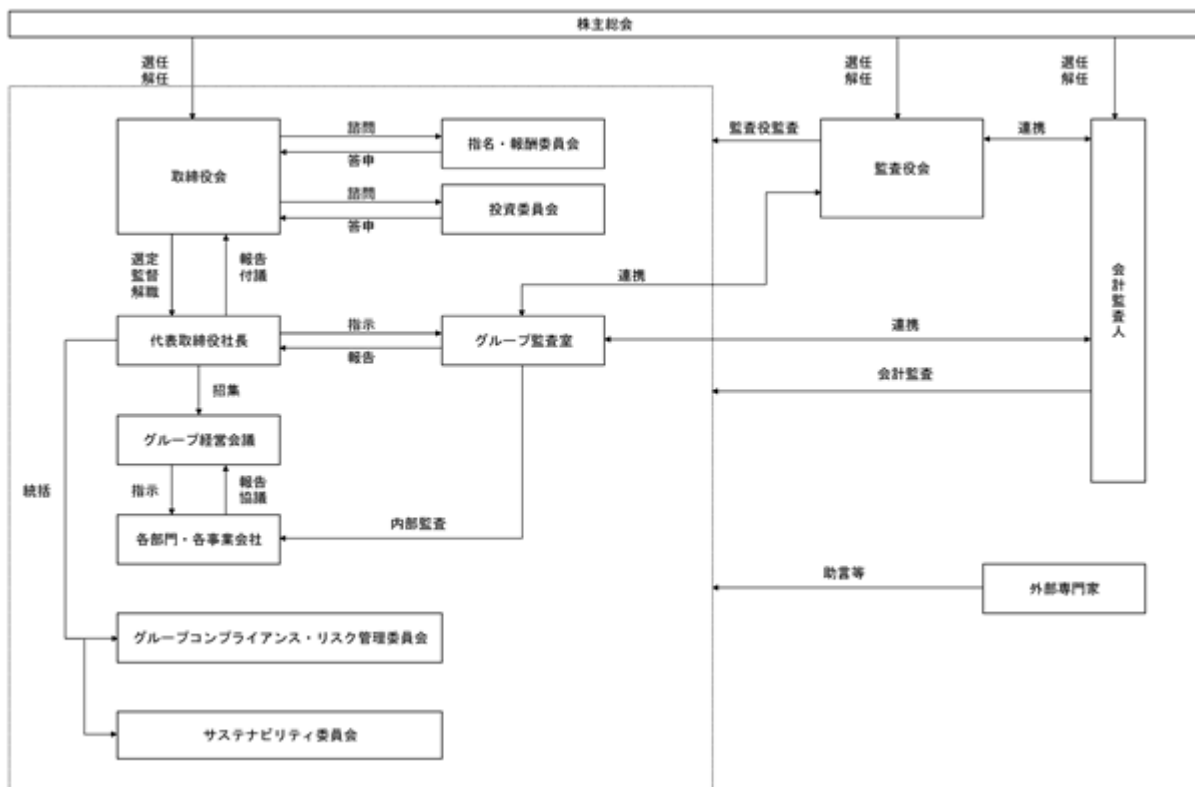 株主総会
選任
解任
選任
解任
選任
解任
取締役会
諮問
答申
指名・報酬委員会
諮問
答申
投資委員会
監査役監査
監査役会
連携
会計監査人
選定
監督
解職
報告
付議
連携
代表取締役社長
指示
報告
グループ監査室
連携
会計監査
招集
グループ経営会議
統括
指示
報告
協議
各部門・各事業会社
内部監査
助言等
外部専門家
グループコンプライアンス・リスク管理委員会
サステナビリティ委員会